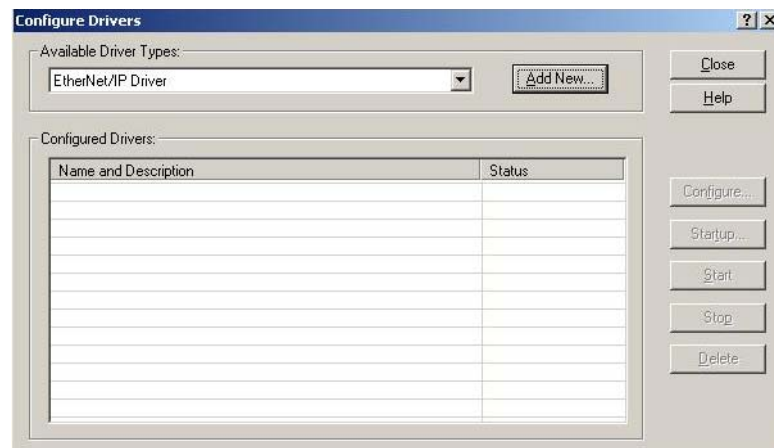 Configure Drivers
Available Driver Types:
EtherNet/IP Driver
Add New...
Close
Help
Configured Drivers:
Name and Description
Status
Configure...
Startup...
Start
Stop
Delete